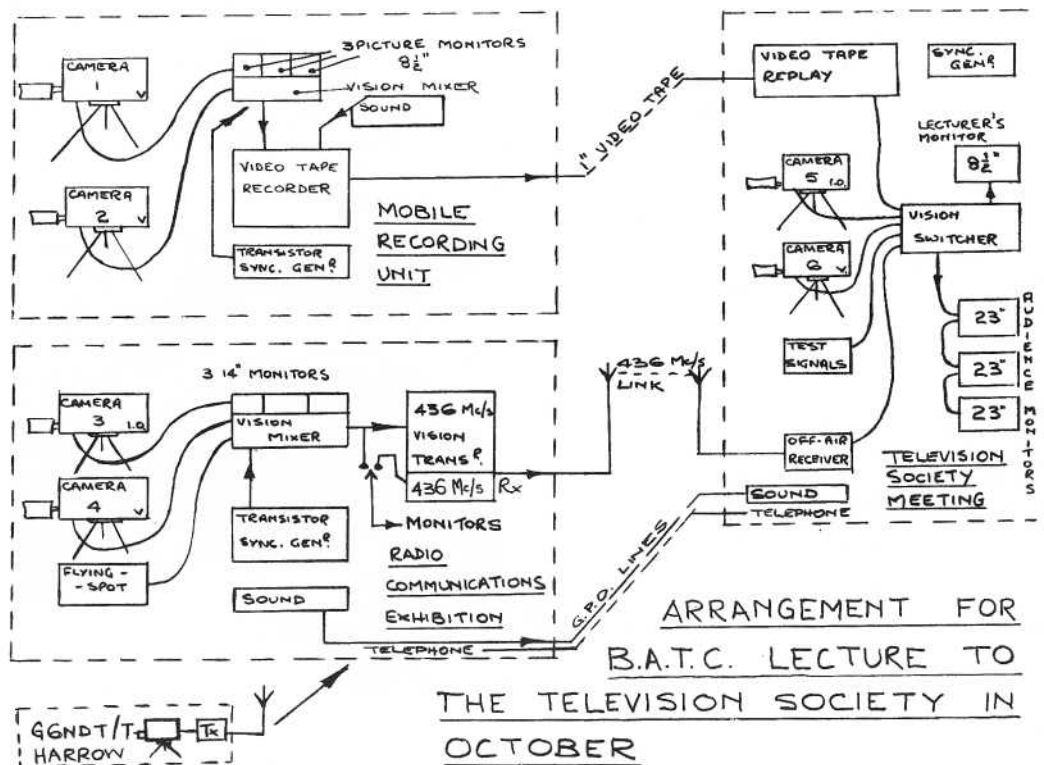 CAMERA
1
V
3 PICTURE MONITORS
8½"
VISION MIXER
SOUND
CAMERA
2
V
VIDEO TAPE
RECORDER
TRANSISTOR
SYNC. GENR.
MOBILE
RECORDING
UNIT
1" VIDEO TAPE
VIDEO TAPE
REPLAY
SYNC.
GENR.
LECTURER'S
MONITOR
8½"
CAMERA
5 I.O.
VISION
SWITCHER
CAMERA
6 V.
TEST
SIGNALS
23"
23"
23"
AUDIENCE MONITORS
OFF-AIR
RECEIVER
TELEVISION
SOCIETY
MEETING
SOUND
TELEPHONE
436 Mc/s
LINK
3 14" MONITORS
CAMERA
3 I.O.
VISION
MIXER
436 Mc/s
VISION
TRANSR.
436 Mc/s Rx
MONITORS
CAMERA
4 V
TRANSISTOR
SYNC. GENR.
FLYING-
-SPOT
SOUND
RADIO
COMMUNICATIONS
EXHIBITION
TELEPHONE
G.P.O. LINES
G6NDT/T
HARROW
Tx
ARRANGEMENT FOR
B.A.T.C. LECTURE TO
THE TELEVISION SOCIETY IN
OCTOBER